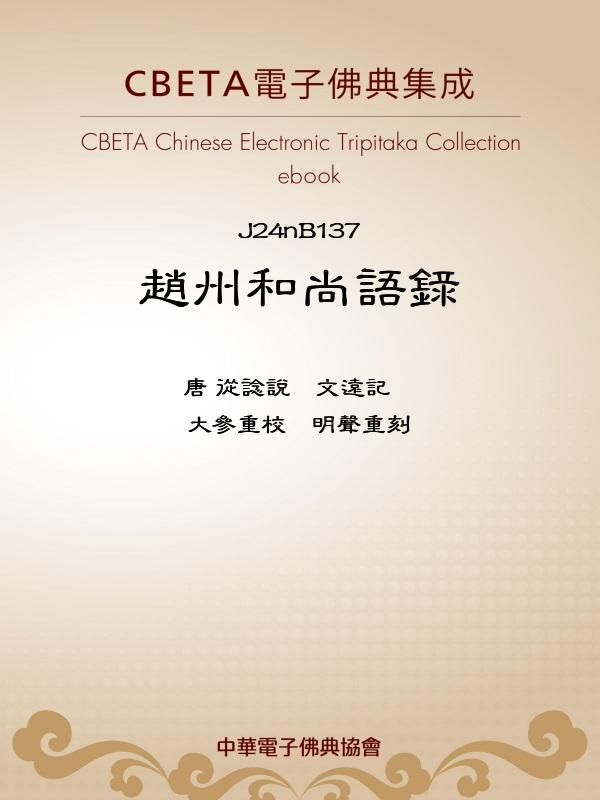 CBETA電子佛典集成
CBETA Chinese Electronic Tripitaka Collection
ebook
J24nB137
趙州和尚語錄
唐 從諗說　文遠記
大參重校　明聲重刻
中華電子佛典協會